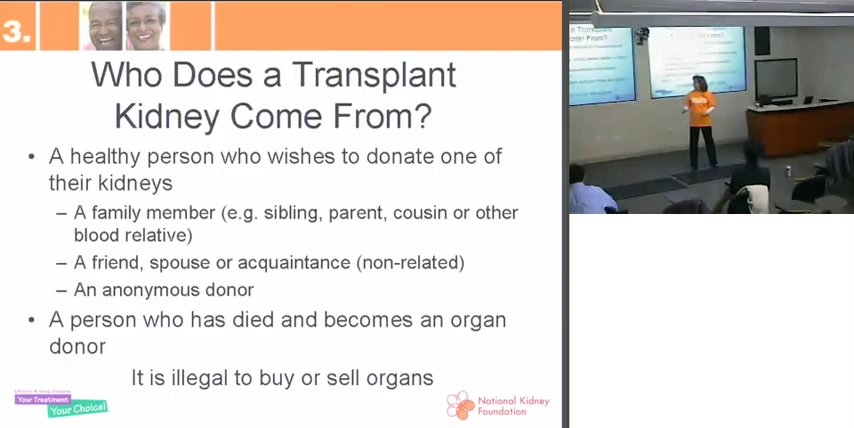 3.
Who Does a Transplant
Kidney Come From?
• A healthy person who wishes to donate one of
their kidneys
– A family member (e.g. sibling, parent, cousin or other
blood relative)
– A friend, spouse or acquaintance (non-related)
– An anonymous donor
• A person who has died and becomes an organ
donor
It is illegal to buy or sell organs
Chronic Kidney Disease
Your Treatment
Your Choice!
National Kidney
Foundation